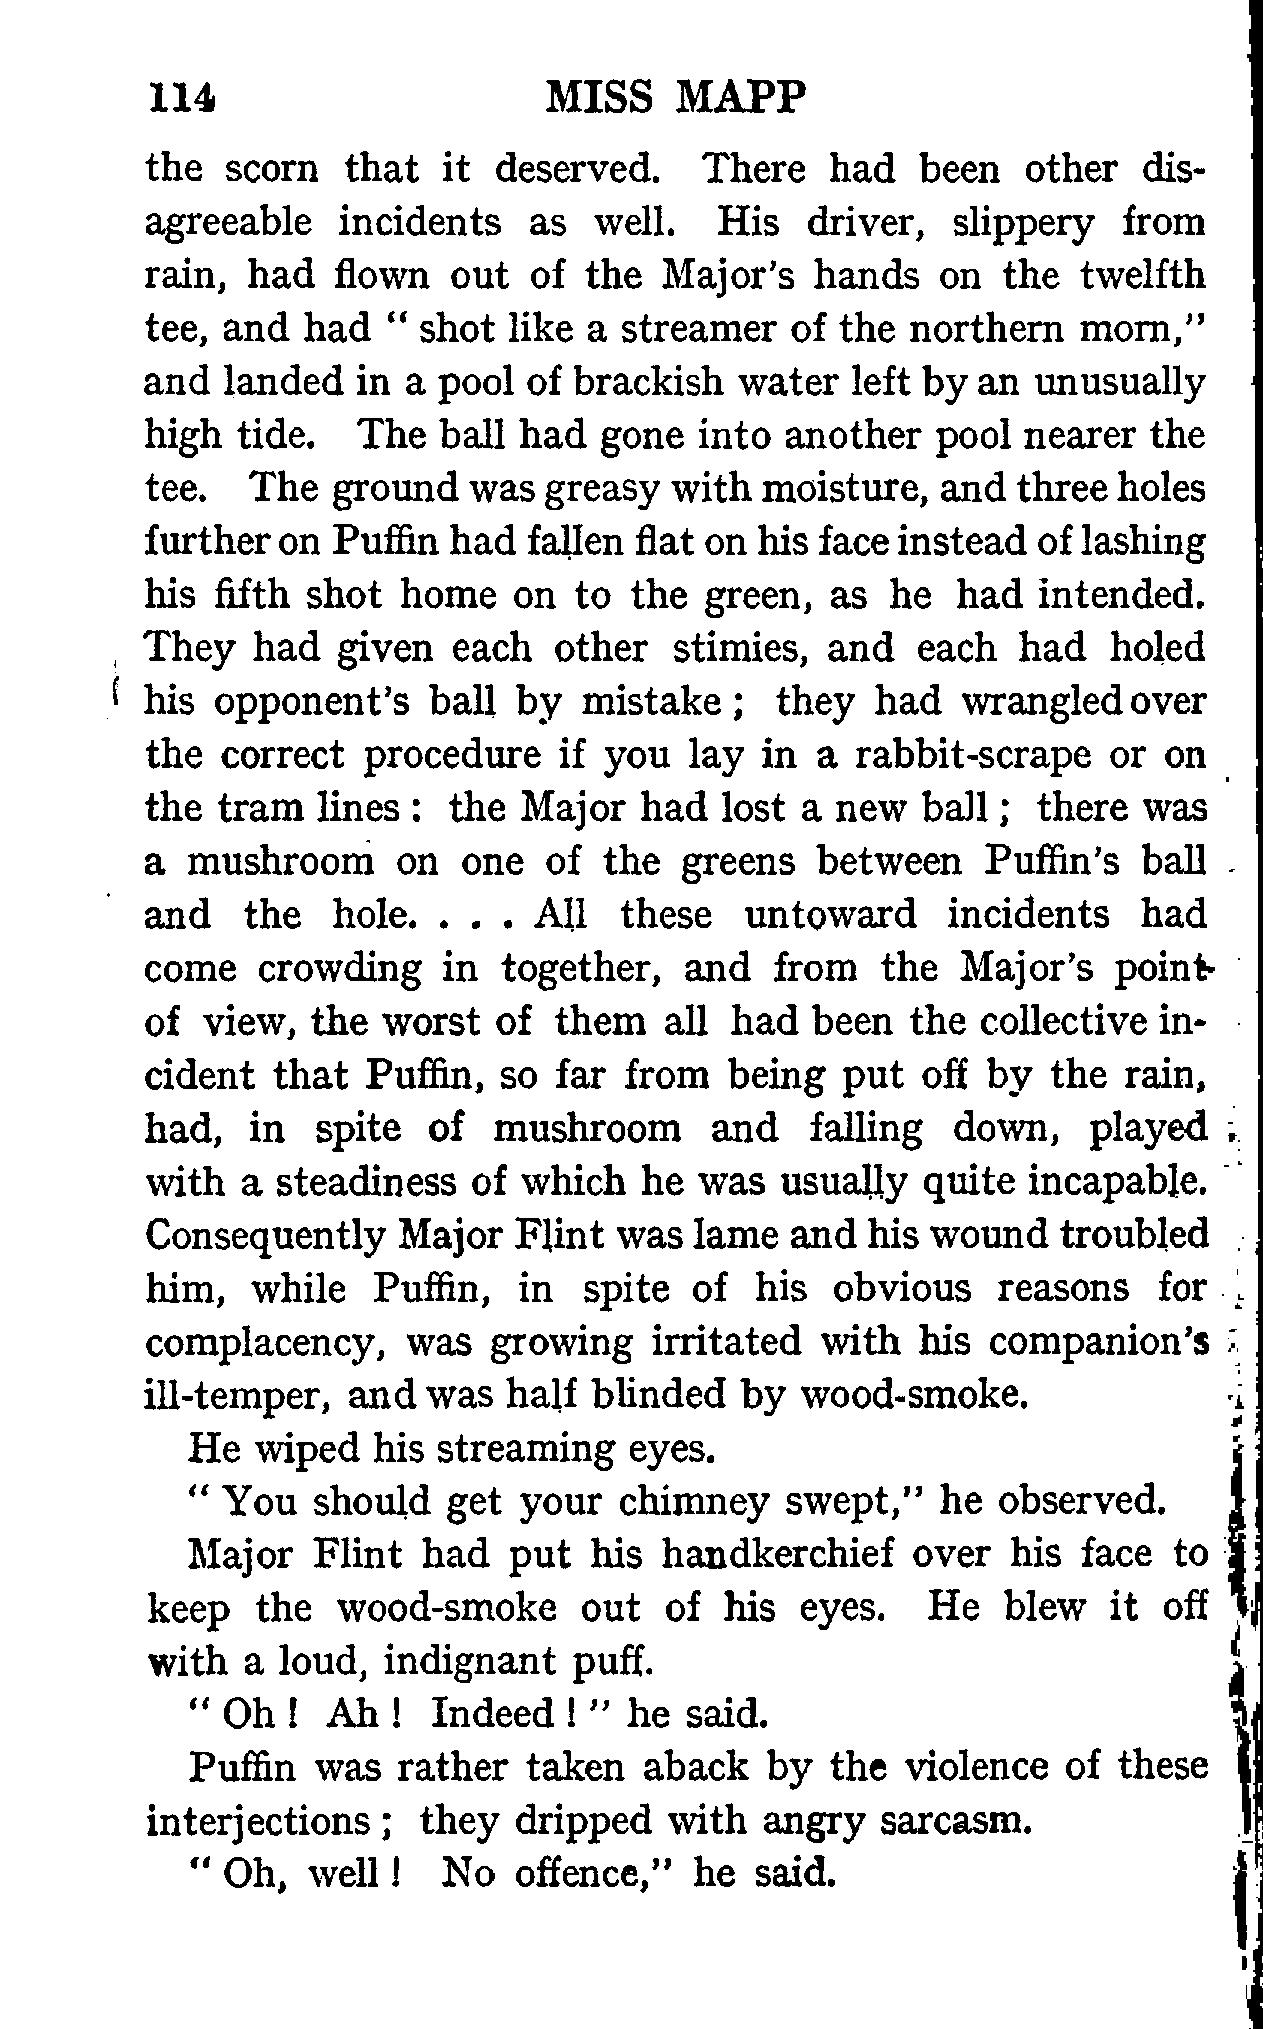 114 MISS MAPP
the scorn that it deserved. There had been other dis-
agreeable incidents as well. His driver, slippery from
rain, had flown out of the Major's hands on the twelfth
tee, and had " shot like a streamer of the northern morn,"
and landed in a pool of brackish water left by an unusually
high tide. The ball had gone into another pool nearer the
tee. The ground was greasy with moisture, and three holes
further on Puffin had fallen flat on his face instead of lashing
his fifth shot home on to the green, as he had intended.
They had given each other stimies, and each had holed
his opponent's ball by mistake ; they had wrangled over
the correct procedure if you lay in a rabbit-scrape or on
the tram lines : the Major had lost a new ball ; there was
a mushroom on one of the greens between Puffin's ball
and the hole. . . . All these untoward incidents had
come crowding in together, and from the Major's point
of view, the worst of them all had been the collective in-
cident that Puffin, so far from being put off by the rain,
had, in spite of mushroom and falling down, played
with a steadiness of which he was usually quite incapable.
Consequently Major Flint was lame and his wound troubled
him, while Puffin, in spite of his obvious reasons for
complacency, was growing irritated with his companion's
ill-temper, and was half blinded by wood-smoke.
He wiped his streaming eyes.
" You should get your chimney swept," he observed.
Major Flint had put his handkerchief over his face to
keep the wood-smoke out of his eyes. He blew it off
with a loud, indignant puff.
" Oh ! Ah ! Indeed ! " he said.
Puffin was rather taken aback by the violence of these
interjections ; they dripped with angry sarcasm.
" Oh, well ! No offence," he said.